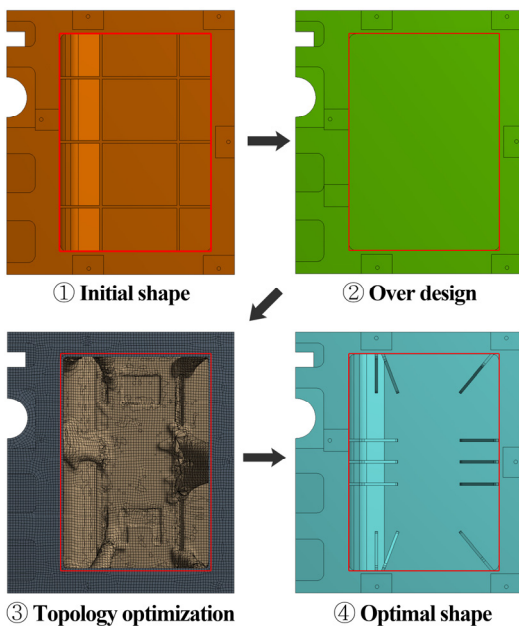 ① Initial shape
② Over design
③ Topology optimization
④ Optimal shape